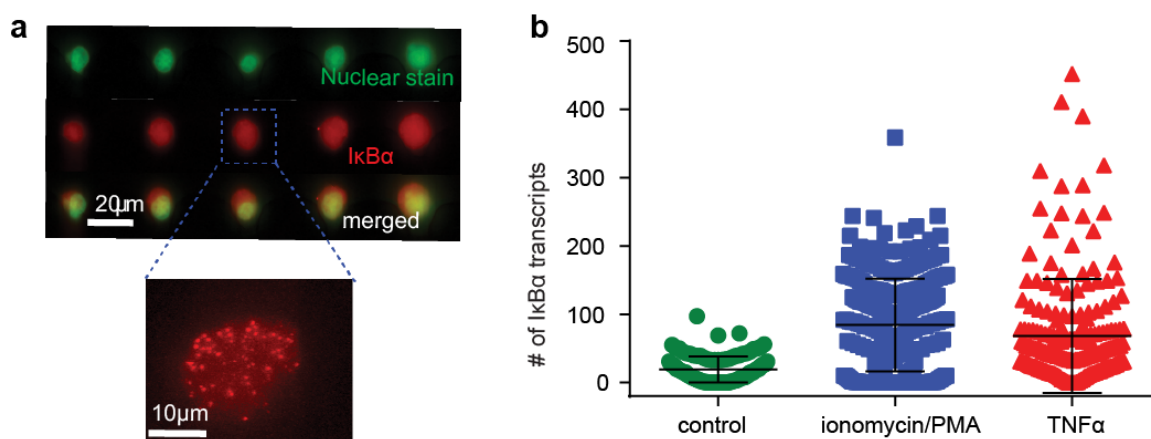 a
Nuclear stain
IκBα
20µm
merged
10µm
b
# of IκBα transcripts
500
400
300
200
100
0
control
ionomycin/PMA
TNFα